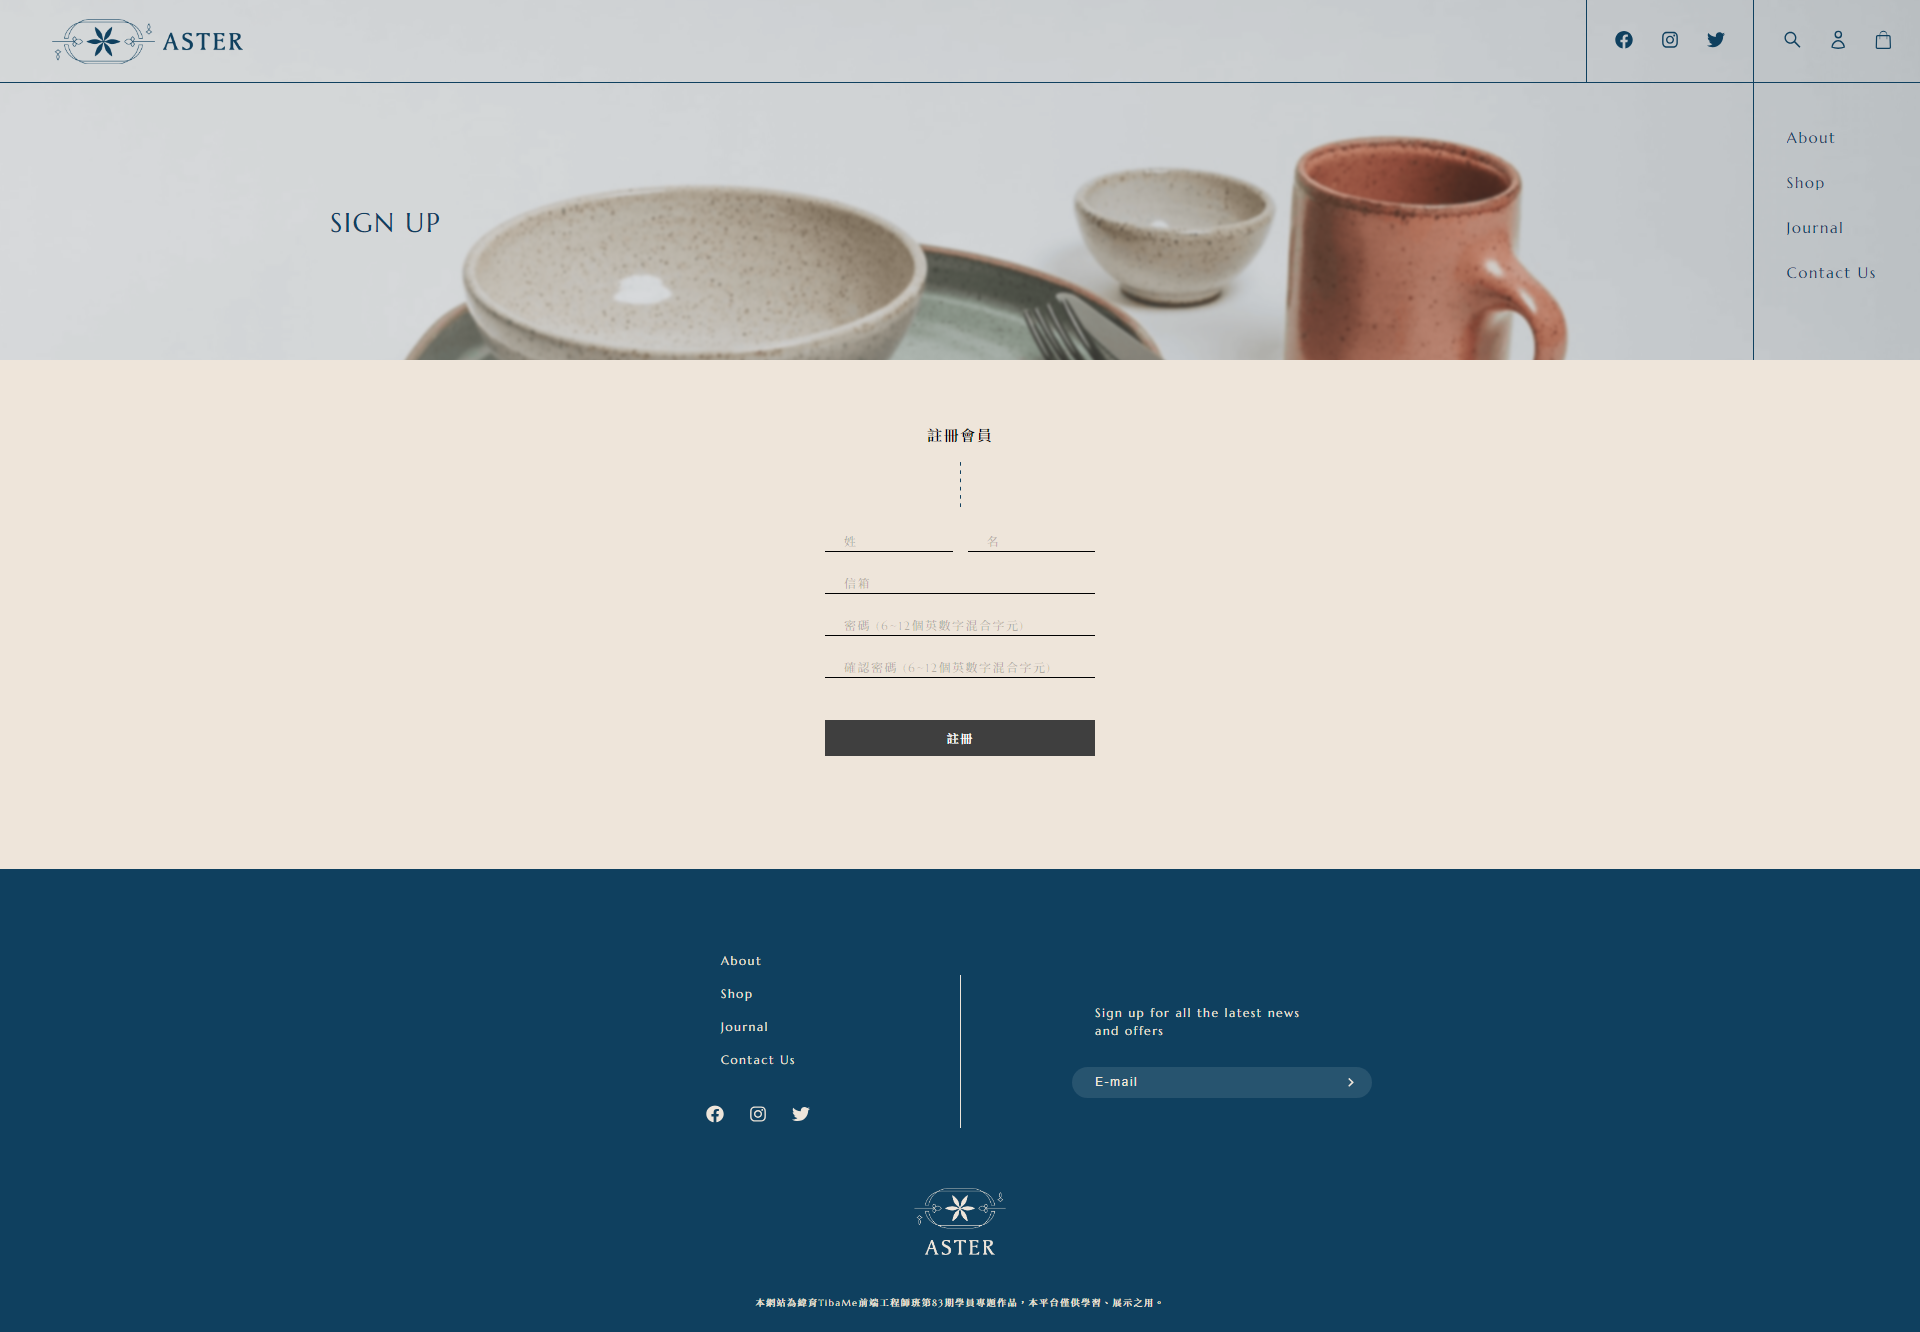 ASTER
About
Shop
Journal
Contact Us
SIGN UP
註冊會員
姓 名
信箱
密碼 (6~12個英數字混合字元)
確認密碼 (6~12個英數字混合字元)
註冊
About
Shop
Journal
Contact Us
Sign up for all the latest news
and offers
E-mail
ASTER
本網站為緯育TibaMe前端工程師班第83期學員專題作品，本平台僅供學習、展示之用。